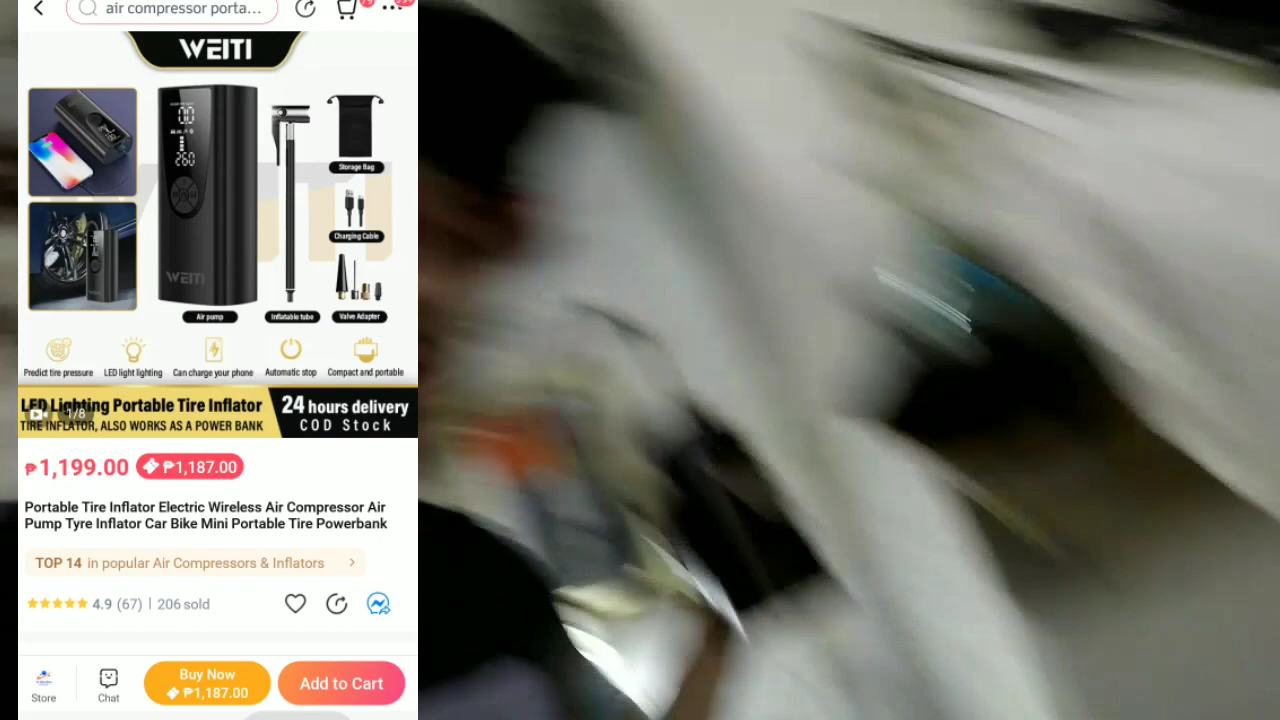 air compressor porta...
WEITI
0.0
260
WEITI
Storage Bag
Charging Cable
Air pump
Inflatable tube
Valve Adapter
Predict tire pressure
LED light lighting
Can charge your phone
Automatic stop
Compact and portable
LED Lighting Portable Tire Inflator
TIRE INFLATOR, ALSO WORKS AS A POWER BANK
1/8
24 hours delivery
COD Stock
₱1,199.00
₱1,187.00
Portable Tire Inflator Electric Wireless Air Compressor Air
Pump Tyre Inflator Car Bike Mini Portable Tire Powerbank
TOP 14 in popular Air Compressors & Inflators
4.9 (67) | 206 sold
Store
Chat
Buy Now
₱1,187.00
Add to Cart